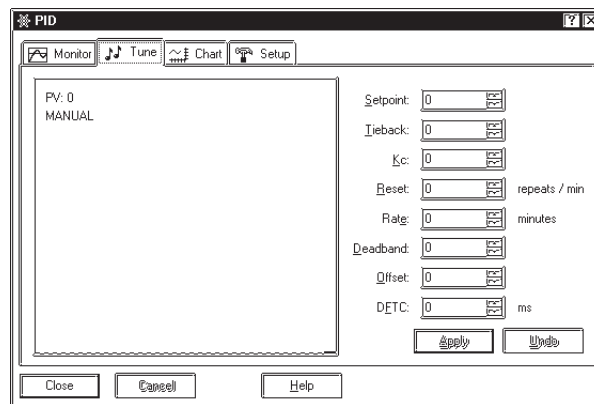 PID
Monitor Tune Chart Setup
PV: 0
MANUAL
Setpoint: 0
Tieback: 0
Kc: 0
Reset: 0 repeats / min
Rate: 0 minutes
Deadband: 0
Offset: 0
DFTC: 0 ms
Apply Undo
Close Cancel Help